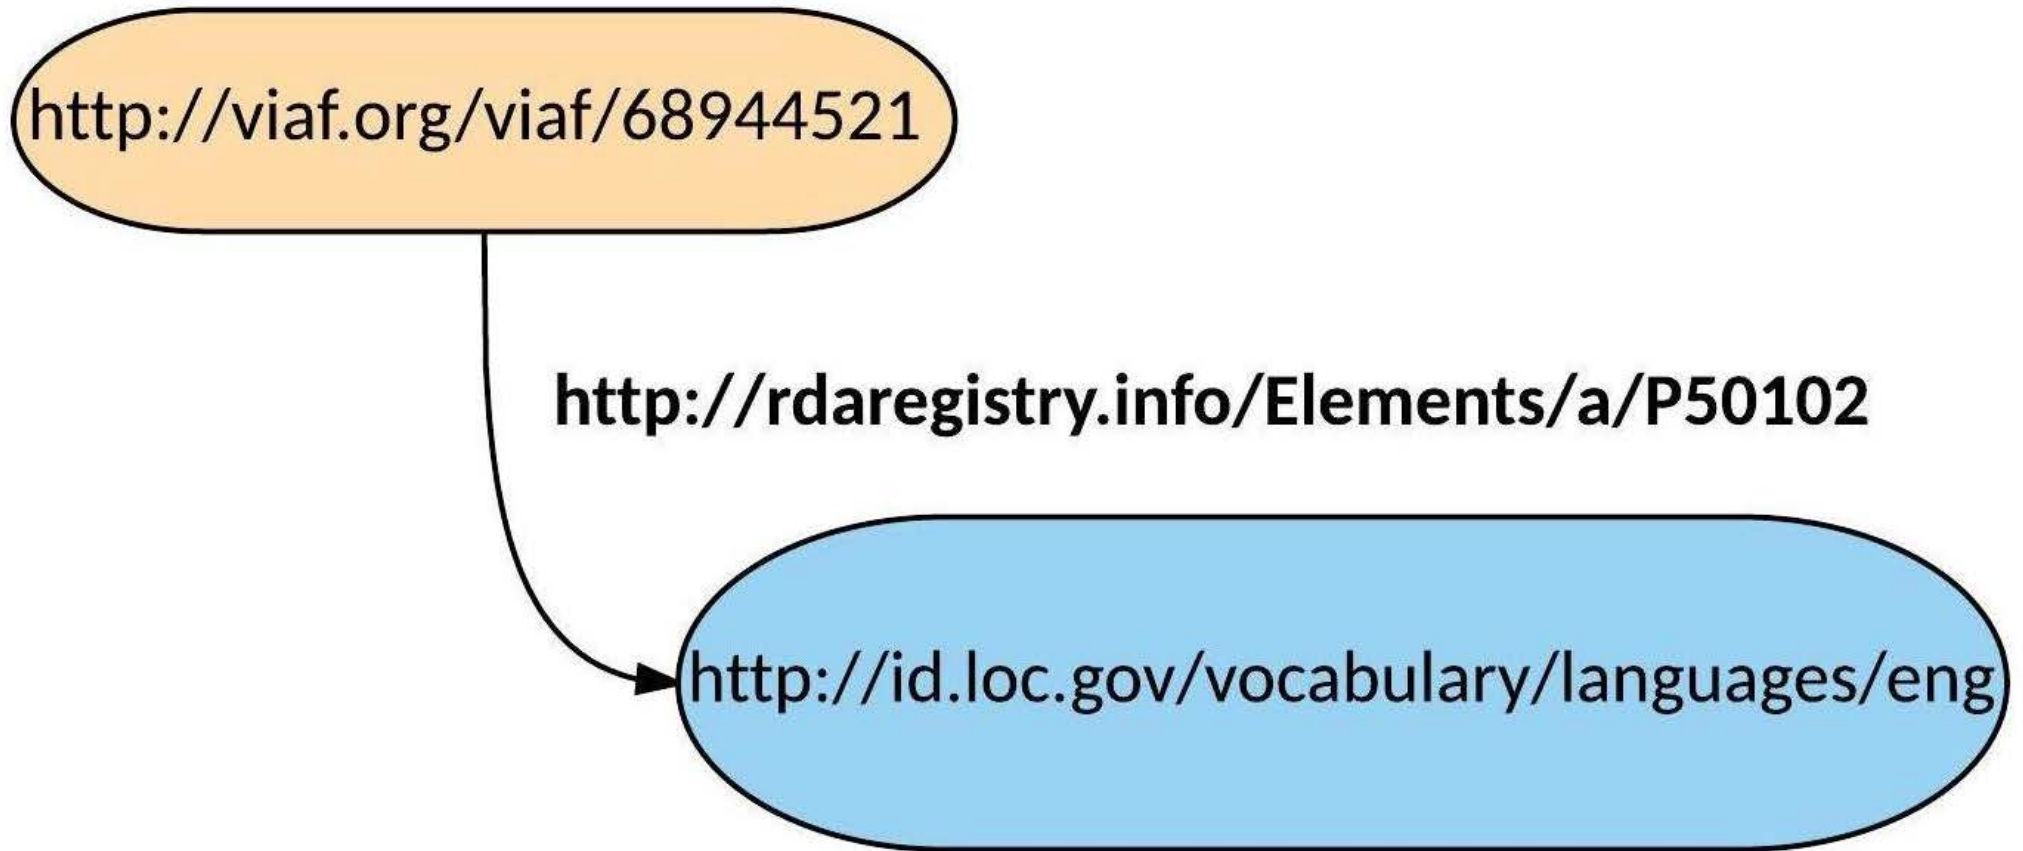 http://viaf.org/viaf/68944521
http://rdaregistry.info/Elements/a/P50102
http://id.loc.gov/vocabulary/languages/eng